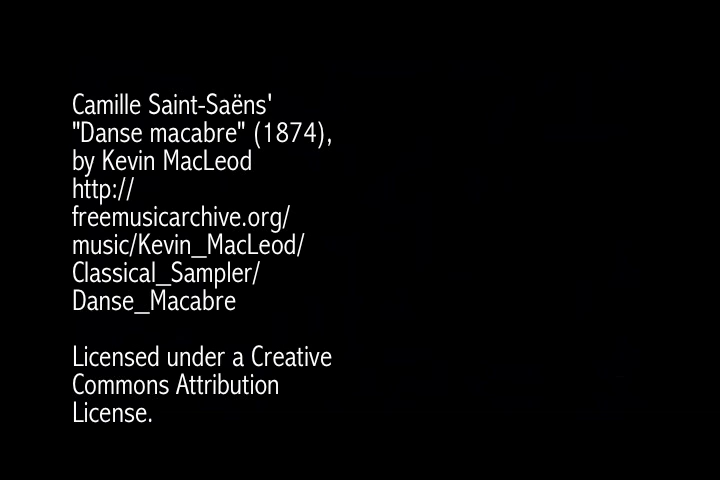 Camille Saint-Saëns'
"Danse macabre" (1874),
by Kevin MacLeod
http://
freemusicarchive.org/
music/Kevin_MacLeod/
Classical_Sampler/
Danse_Macabre
Licensed under a Creative
Commons Attribution
License.